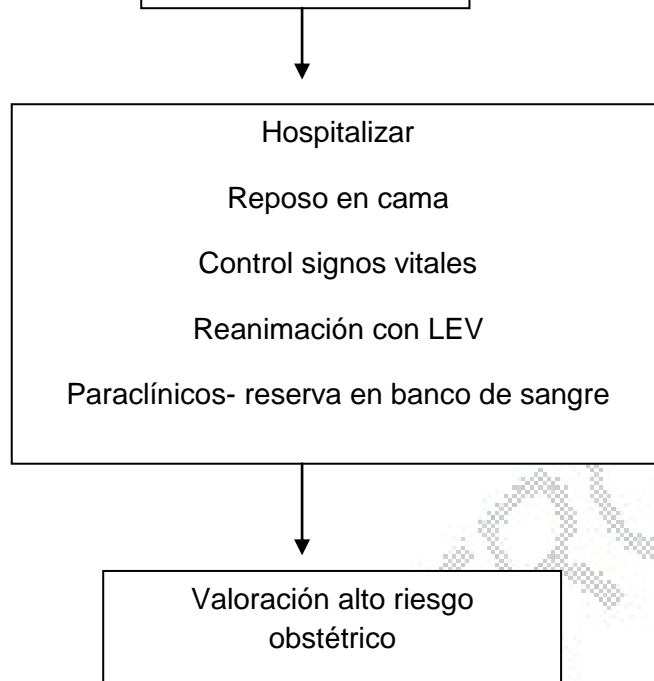 Hospitalizar
Reposo en cama
Control signos vitales
Reanimación con LEV
Paraclínicos- reserva en banco de sangre
Valoración alto riesgo
obstétrico